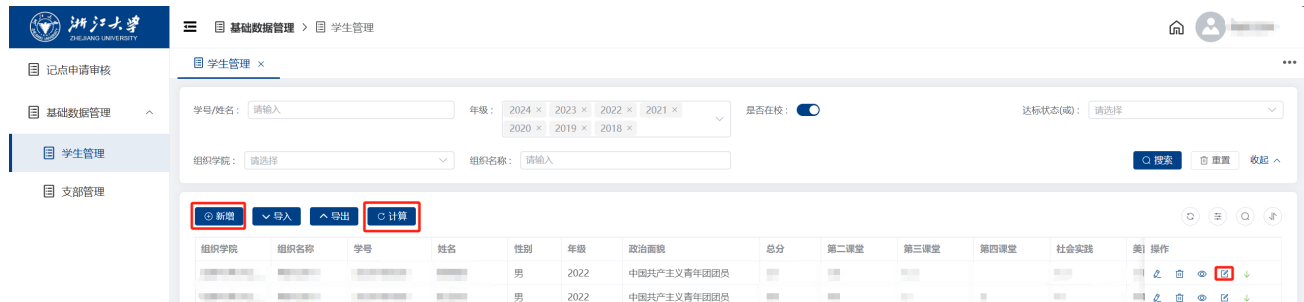 浙江大学
ZHEJIANG UNIVERSITY
基础数据管理 > 学生管理
记点申请审核
基础数据管理
学生管理
支部管理
学生管理 ×
学号/姓名： 请输入
年级： 2024 × 2023 × 2022 × 2021 ×
2020 × 2019 × 2018 ×
是否在校：
达标状态(或)： 请选择
组织学院： 请选择
组织名称： 请输入
搜索 重置 收起
新增 导入 导出 计算
组织学院 组织名称 学号 姓名 性别 年级 政治面貌 总分 第二课堂 第三课堂 第四课堂 社会实践 操作
男 2022 中国共产主义青年团团员
男 2022 中国共产主义青年团团员